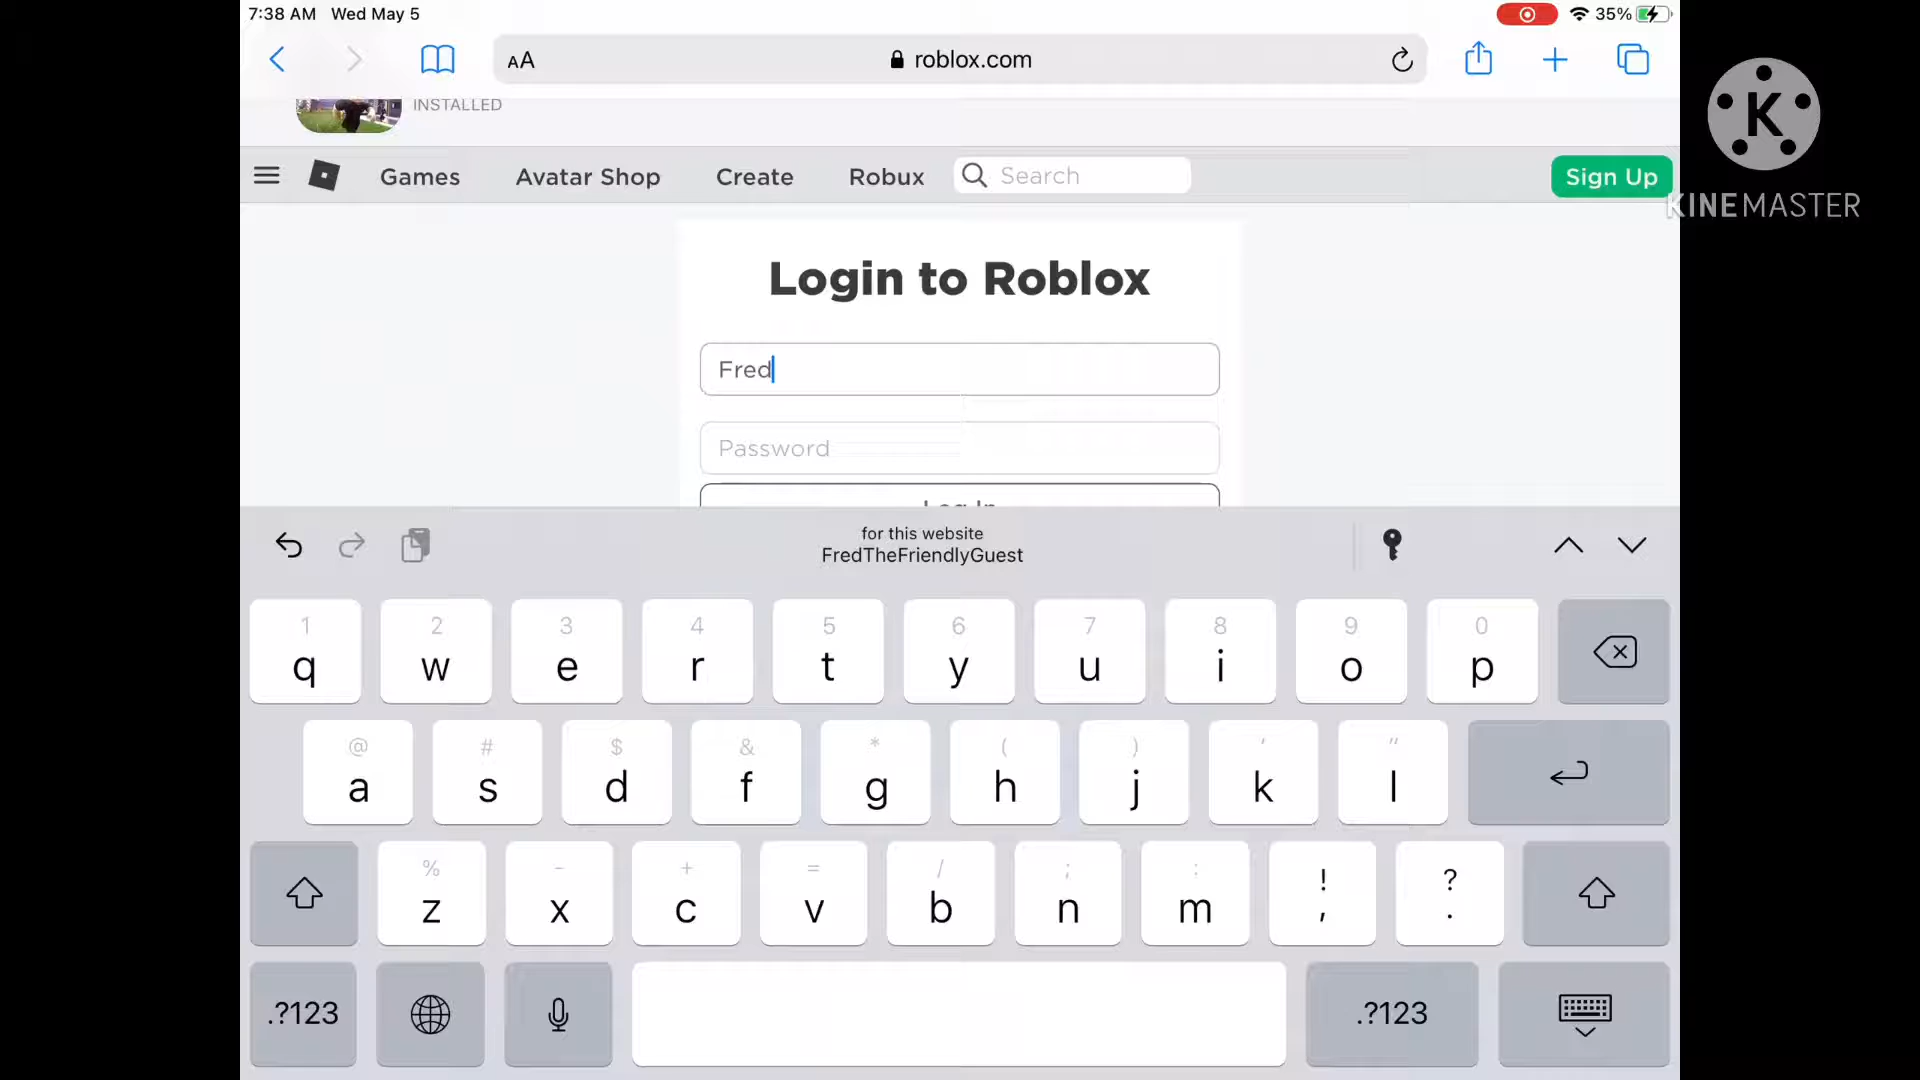 7:38 AM Wed May 5
35%
AA
roblox.com
INSTALLED
K
KINEMASTER
Games
Avatar Shop
Create
Robux
Search
Sign Up
Login to Roblox
Fred
Password
Log In
for this website
FredTheFriendlyGuest
1 2 3 4 5 6 7 8 9 0
q w e r t y u i o p
@ # $ & * ( ) ' "
a s d f g h j k l
% - + = / ; : ! ?
z x c v b n m , .
.?123
.?123